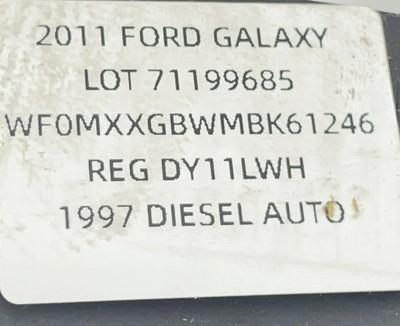 2011 FORD GALAXY
LOT 71199685
WF0MXXGBWMBK61246
REG DY11LWH
1997 DIESEL AUTO